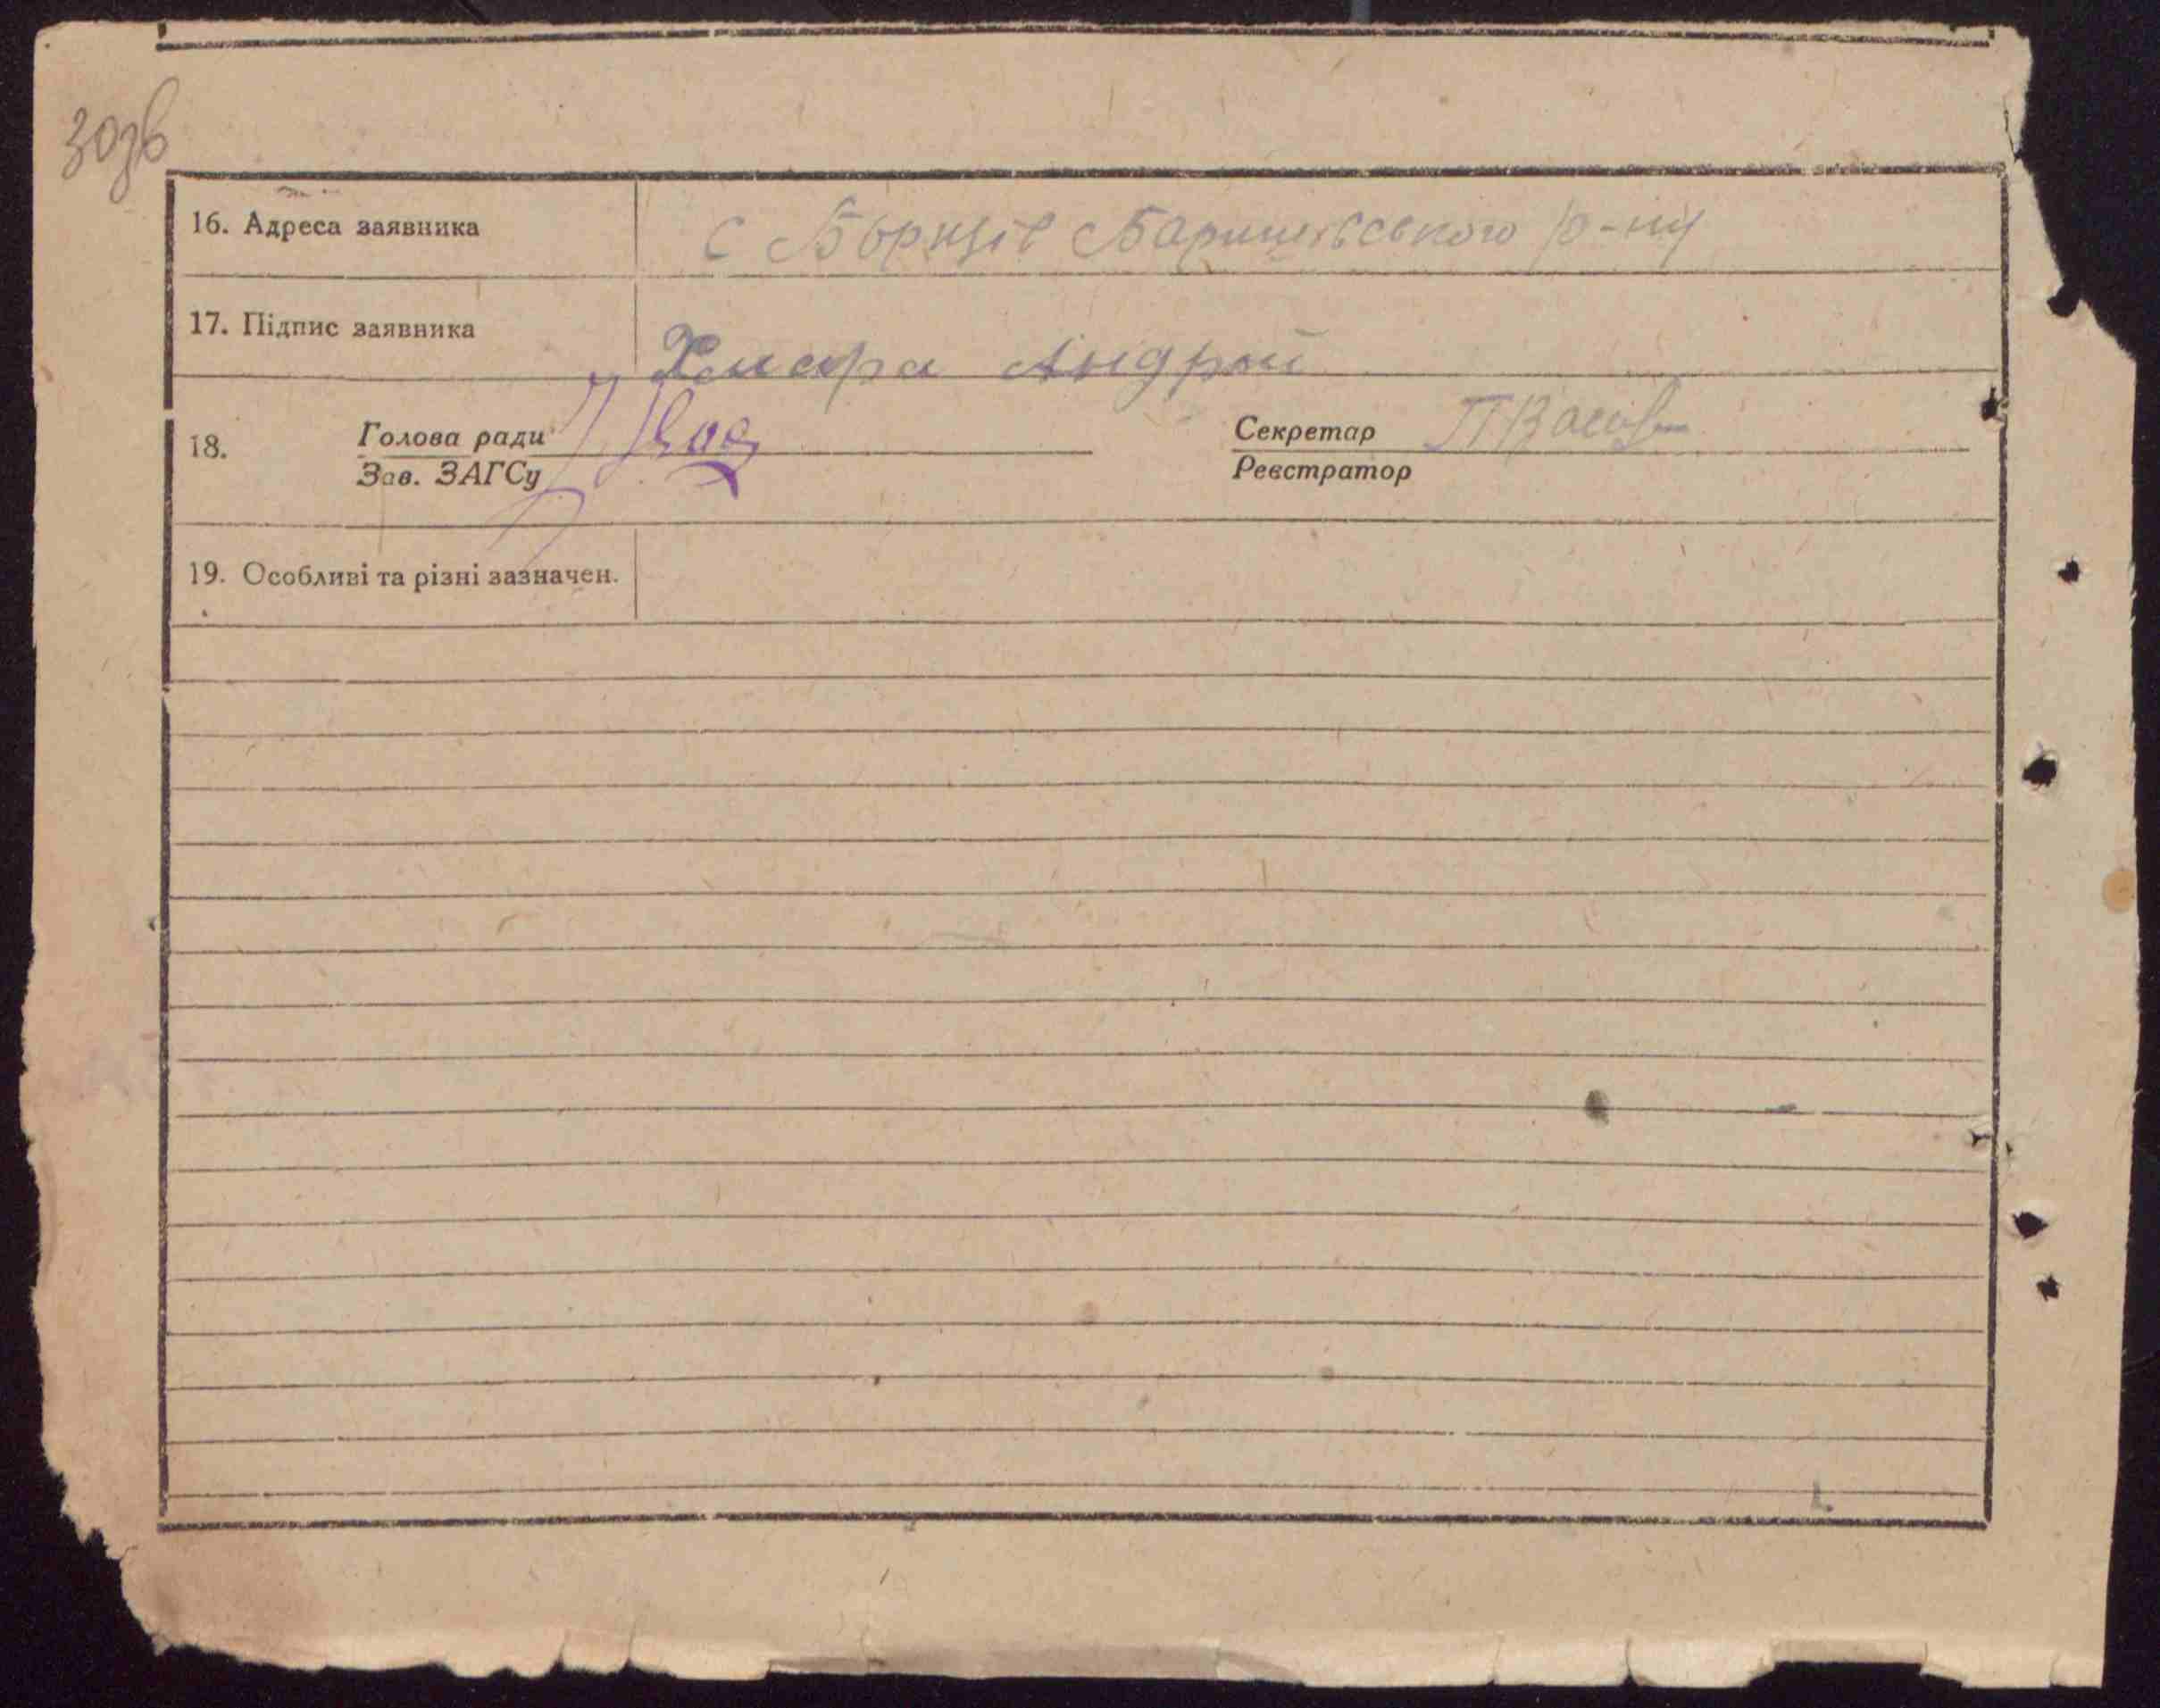 30зв
16. Адреса заявника с Борщів Баришівського р-ну
17. Підпис заявника Хмара Андрій
18. Голова ради Секретар
Зав. ЗАГСу Реєстратор
19. Особливі та різні зазначен.